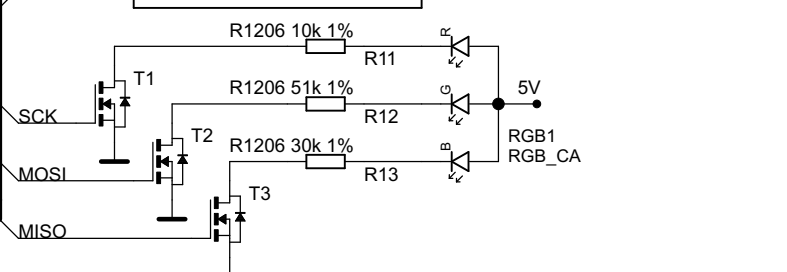 R1206 10k 1%
R
R11
T1
R1206 51k 1%
G
5V
SCK
R12
T2
R1206 30k 1%
B
RGB1
RGB_CA
MOSI
R13
T3
MISO